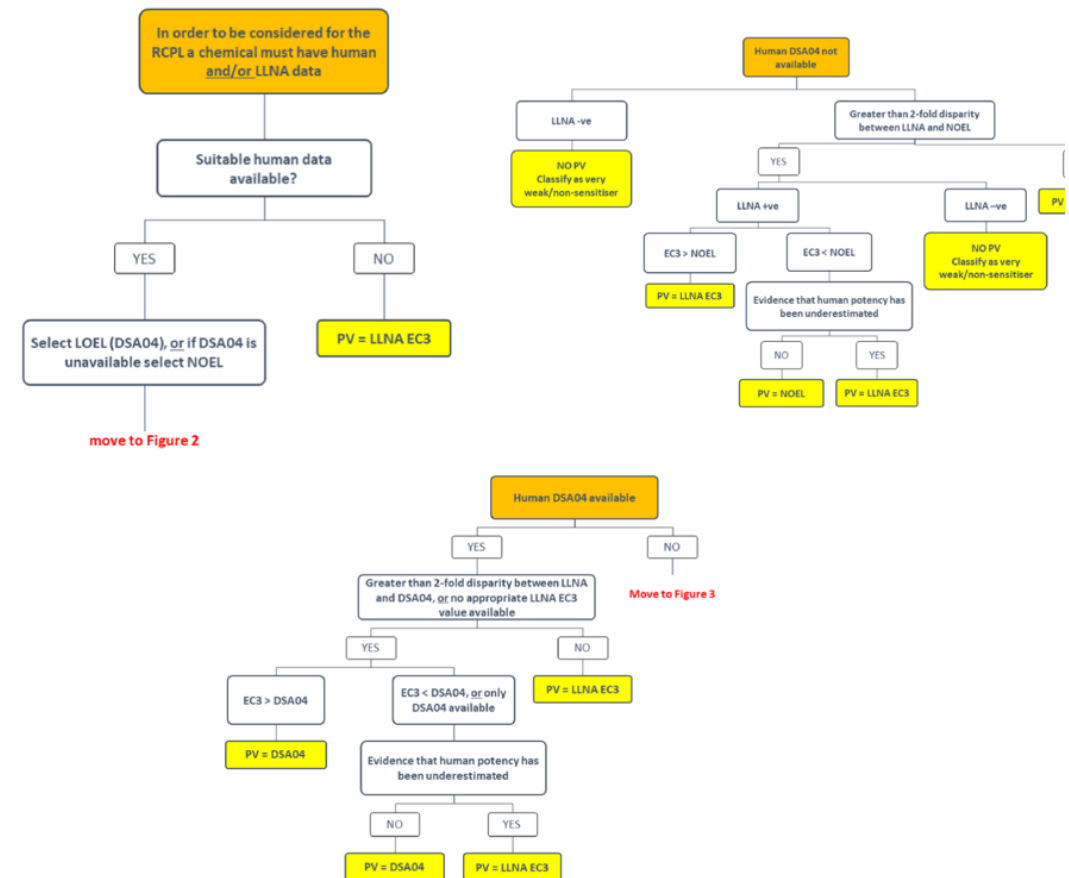 In order to be considered for the
RCPL a chemical must have human
and/or LLNA data
Suitable human data
available?
YES
NO
Select LOEL (DSA04), or if DSA04 is
unavailable select NOEL
PV = LLNA EC3
move to Figure 2
Human DSA04 not
available
LLNA -ve
Greater than 2-fold disparity
between LLNA and NOEL
NO PV
Classify as very
weak/non-sensitiser
YES
PV
LLNA +ve
LLNA –ve
EC3 > NOEL
EC3 < NOEL
NO PV
Classify as very
weak/non-sensitiser
PV = LLNA EC3
Evidence that human potency has
been underestimated
NO
YES
PV = NOEL
PV = LLNA EC3
Human DSA04 available
YES
NO
Greater than 2-fold disparity between LLNA
and DSA04, or no appropriate LLNA EC3
value available
Move to Figure 3
YES
NO
EC3 > DSA04
EC3 < DSA04, or only
DSA04 available
PV = LLNA EC3
PV = DSA04
Evidence that human potency has
been underestimated
NO
YES
PV = DSA04
PV = LLNA EC3